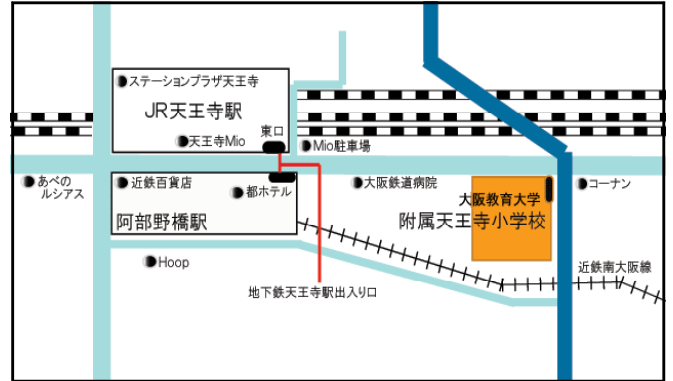 ステーションプラザ天王寺
JR天王寺駅
東口
天王寺Mio
Mio駐車場
あべの
ルシアス
近鉄百貨店
都ホテル
大阪鉄道病院
大阪教育大学
附属天王寺小学校
コーナン
阿部野橋駅
Hoop
近鉄南大阪線
地下鉄天王寺駅出入り口